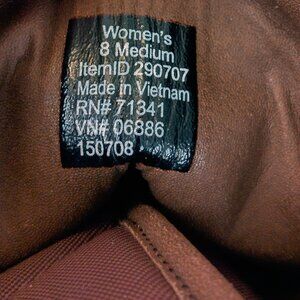 Women's
8 Medium
ItemID 290707
Made in Vietnam
RN# 71341
VN# 06886
150708